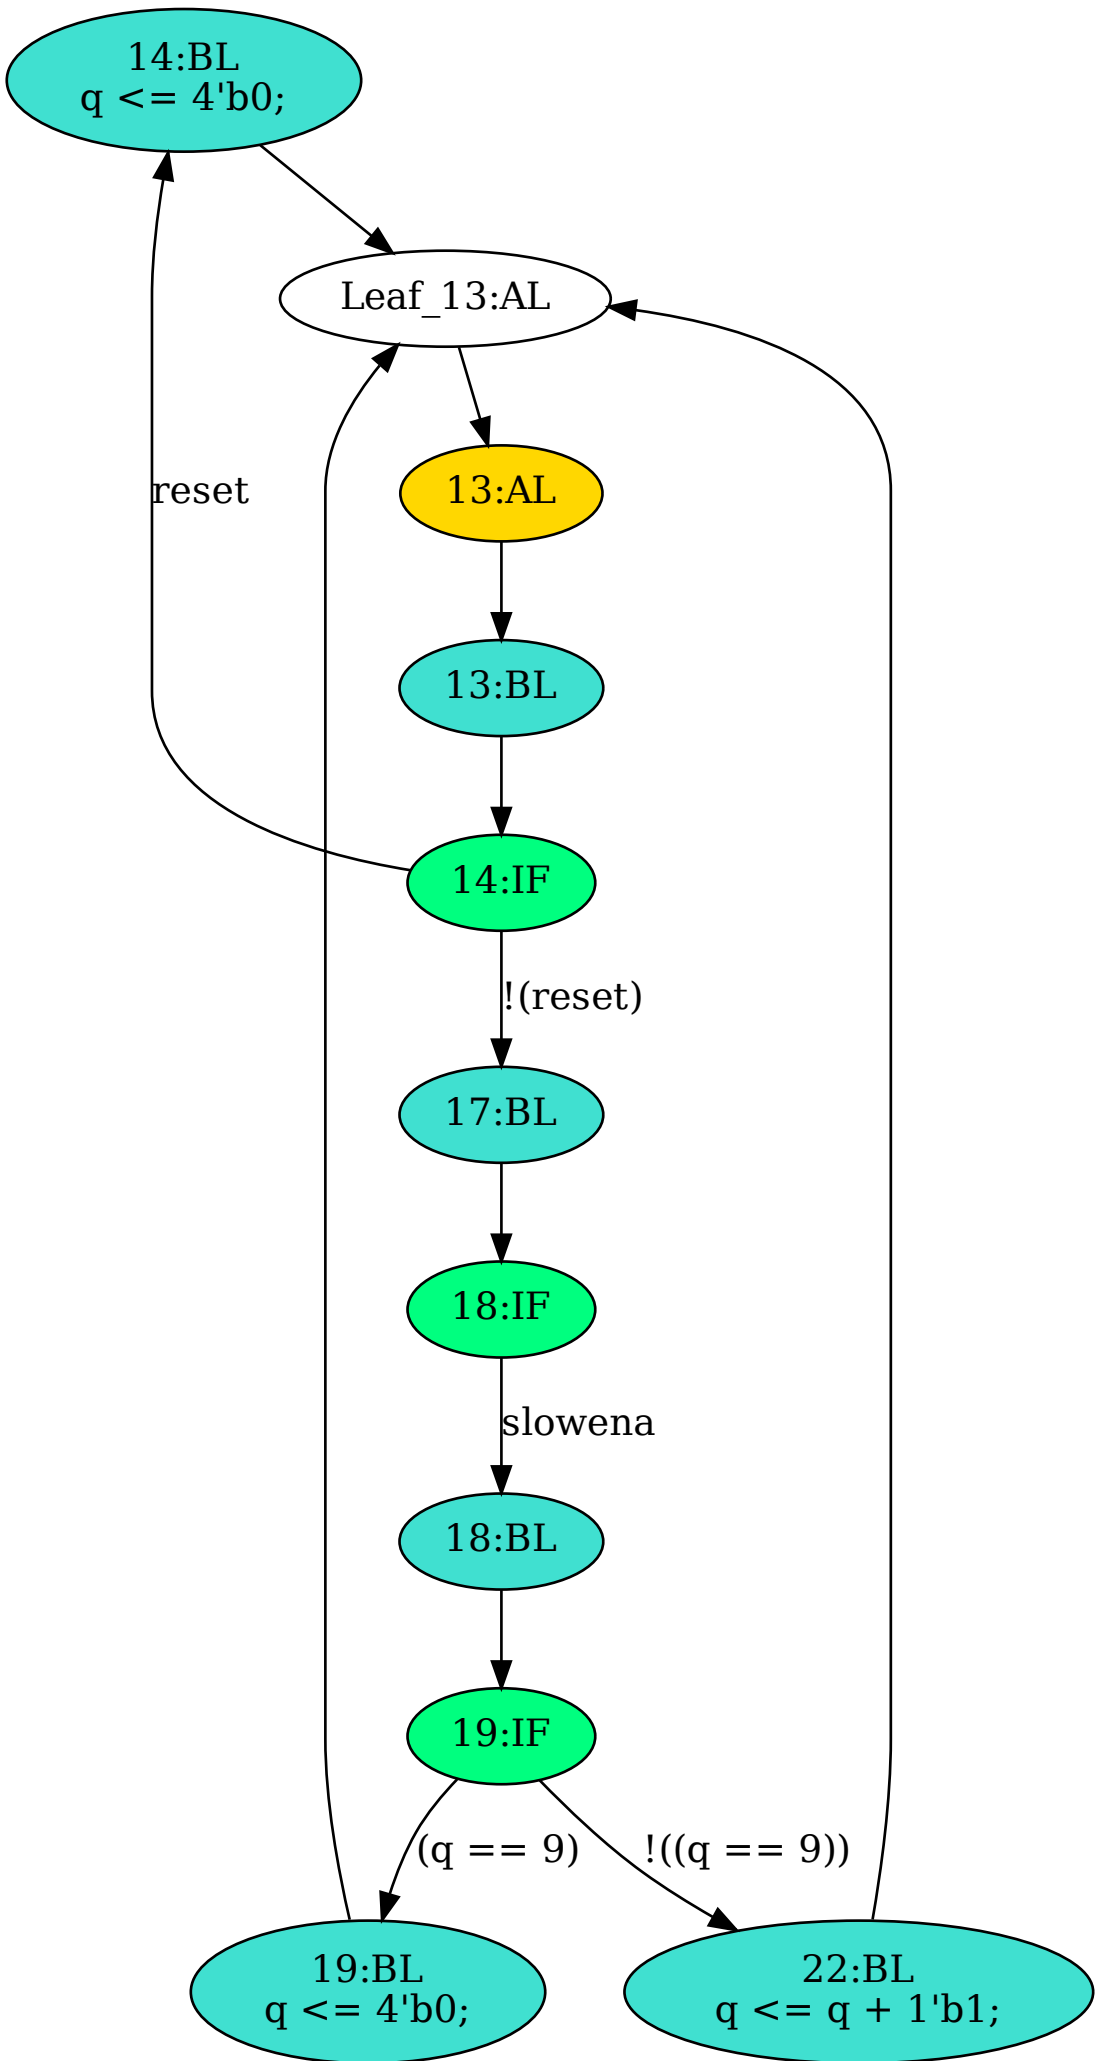 14:BL
q <= 4'b0;
Leaf_13:AL
reset
13:AL
13:BL
14:IF
!(reset)
17:BL
18:IF
slowena
18:BL
19:IF
(q == 9)
!((q == 9))
19:BL
q <= 4'b0;
22:BL
q <= q + 1'b1;